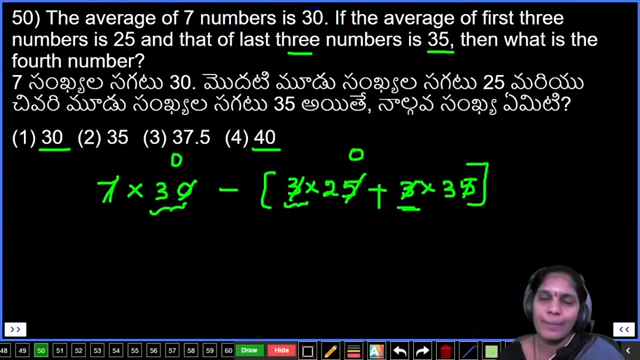 50) The average of 7 numbers is 30. If the average of first three
numbers is 25 and that of last three numbers is 35, then what is the
fourth number?
7 సంఖ్యల సగటు 30. మొదటి మూడు సంఖ్యల సగటు 25 మరియు
చివరి మూడు సంఖ్యల సగటు 35 అయితే, నాల్గవ సంఖ్య ఏమిటి?
(1) 30 (2) 35 (3) 37.5 (4) 40
0 0
7 × 30 - [3×25 + 3×35]
>> <<
48 49 50 51 52 53 54 55 56 57 58 59 60 Draw Hide